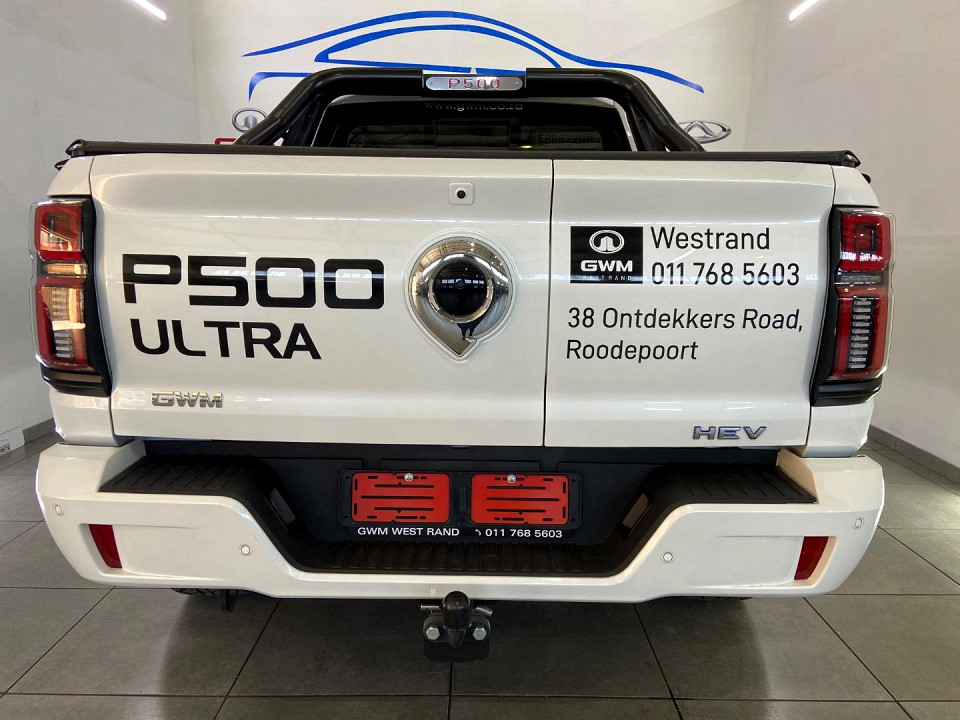 P500
www.gwm.co.za
P500
ULTRA
GWM
GWM
WESTRAND
Westrand
011 768 5603
38 Ontdekkers Road,
Roodepoort
HEV
GWM WEST RAND 011 768 5603